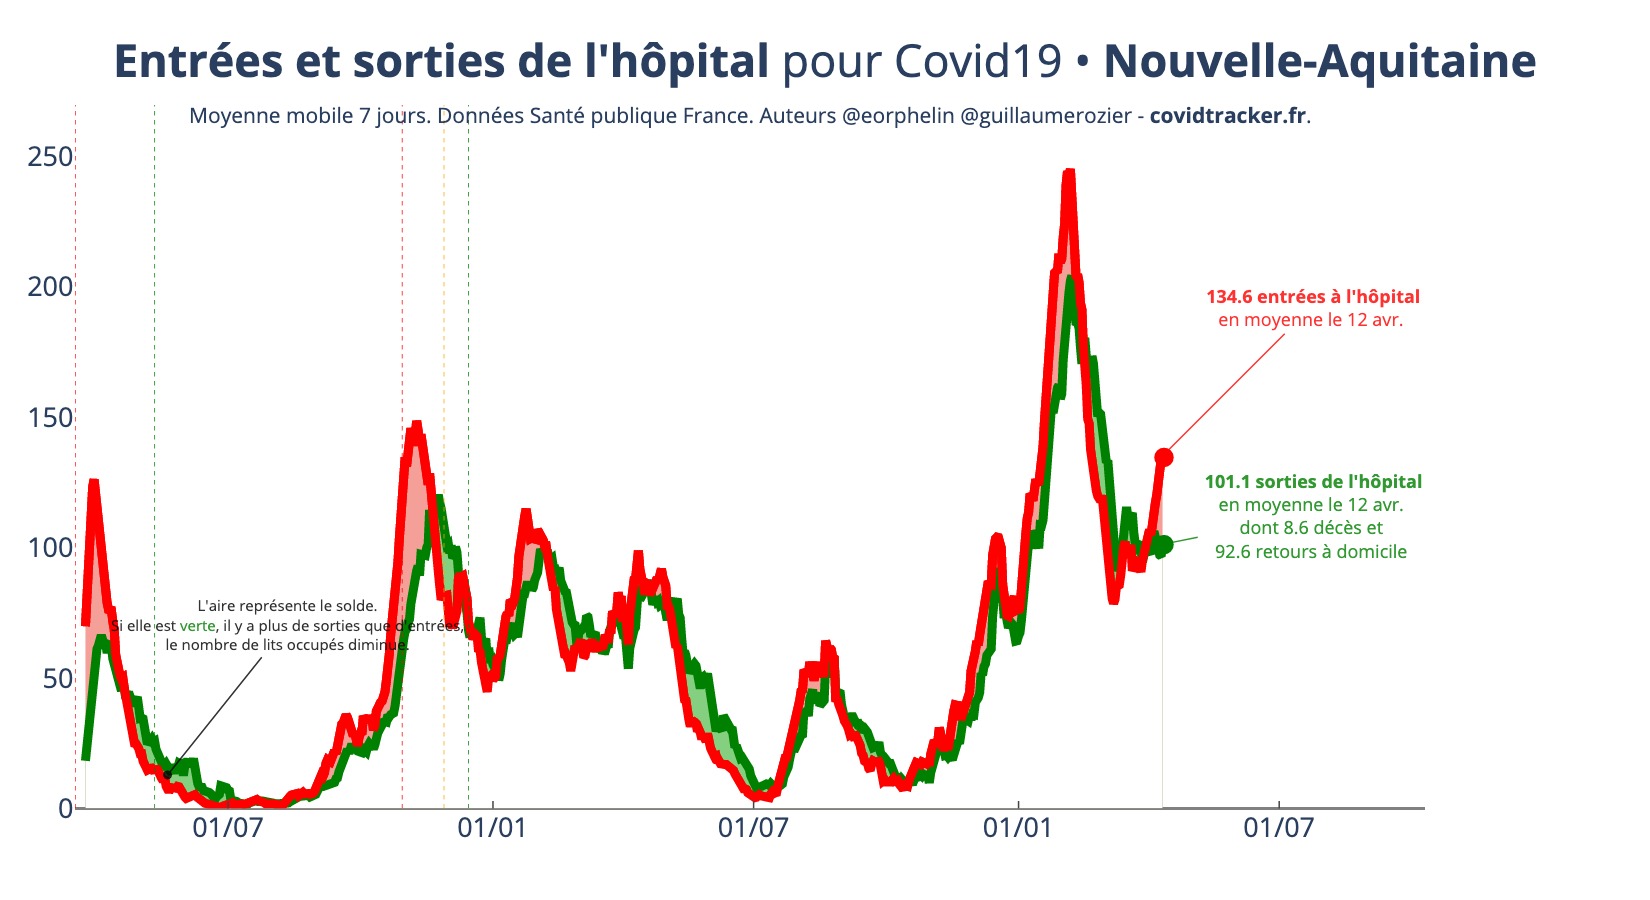 Entrées et sorties de l'hôpital pour Covid19 • Nouvelle-Aquitaine
Moyenne mobile 7 jours. Données Santé publique France. Auteurs @eorphelin @guillaumerozier - covidtracker.fr.
250
200
150
100
50
0
134.6 entrées à l'hôpital
en moyenne le 12 avr.
101.1 sorties de l'hôpital
en moyenne le 12 avr.
dont 8.6 décès et
92.6 retours à domicile
L'aire représente le solde.
Si elle est verte, il y a plus de sorties que d'entrées,
le nombre de lits occupés diminue.
01/07
01/01
01/07
01/01
01/07